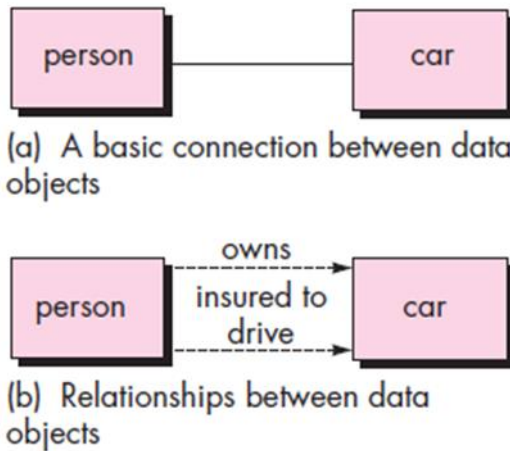 person car
(a) A basic connection between data
objects
owns
person insured to car
drive
(b) Relationships between data
objects